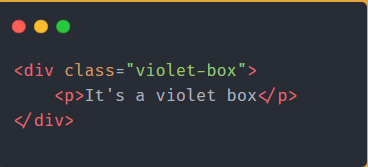 <div class="violet-box">
    <p>It's a violet box</p>
</div>